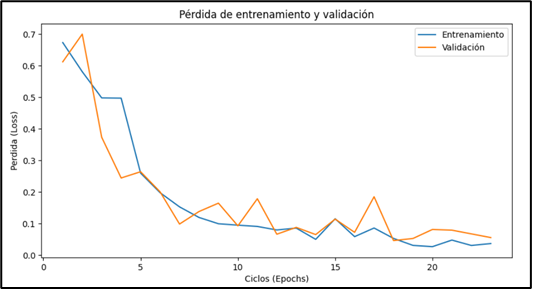 Pérdida de entrenamiento y validación
Entrenamiento
Validación
Perdida (Loss)
0.7
0.6
0.5
0.4
0.3
0.2
0.1
0.0
0
5
10
15
20
Ciclos (Epochs)